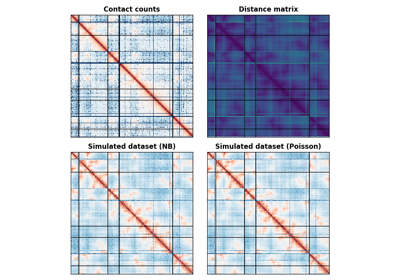 Contact counts
Distance matrix
Simulated dataset (NB)
Simulated dataset (Poisson)